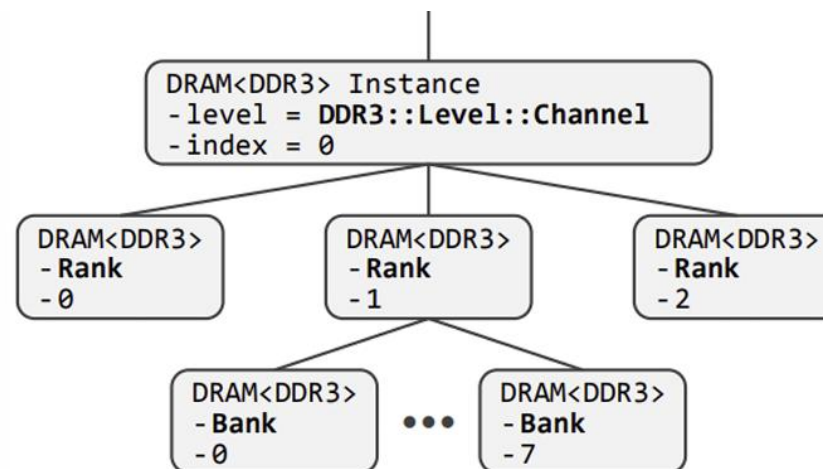 DRAM<DDR3> Instance
-level = DDR3::Level::Channel
-index = 0
DRAM<DDR3>
-Rank
-0
DRAM<DDR3>
-Rank
-1
DRAM<DDR3>
-Rank
-2
DRAM<DDR3>
-Bank
-0
•••
DRAM<DDR3>
-Bank
-7